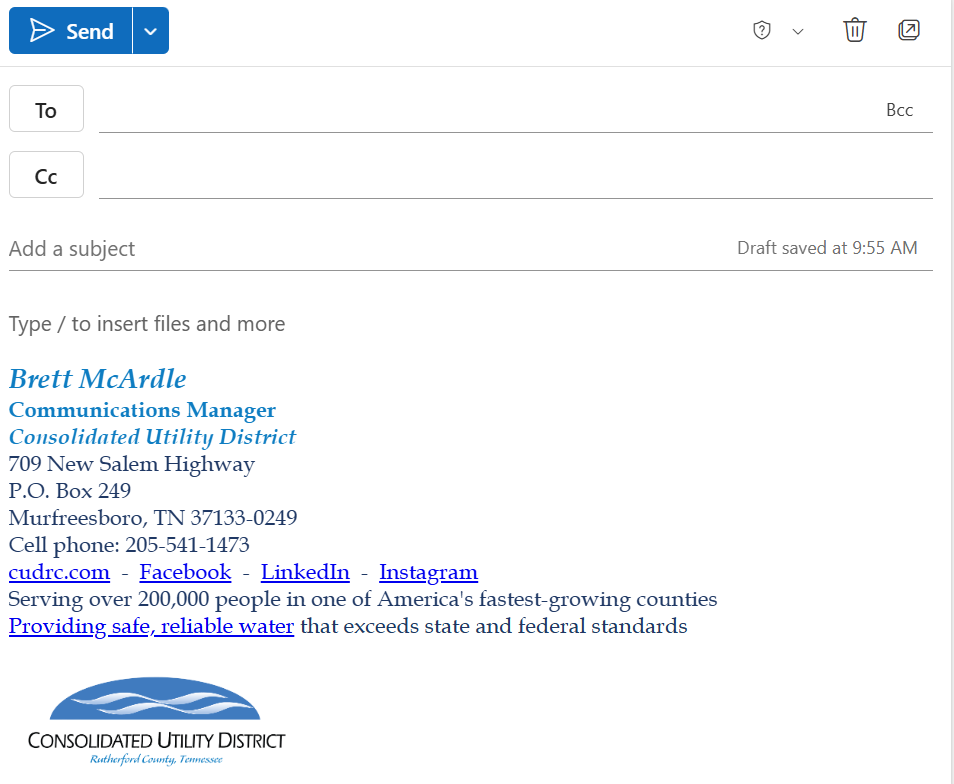 Send
To
Bcc
Cc
Add a subject
Draft saved at 9:55 AM
Type / to insert files and more
Brett McArdle
Communications Manager
Consolidated Utility District
709 New Salem Highway
P.O. Box 249
Murfreesboro, TN 37133-0249
Cell phone: 205-541-1473
cudrc.com - Facebook - LinkedIn - Instagram
Serving over 200,000 people in one of America's fastest-growing counties
Providing safe, reliable water that exceeds state and federal standards
CONSOLIDATED UTILITY DISTRICT
Rutherford County, Tennessee